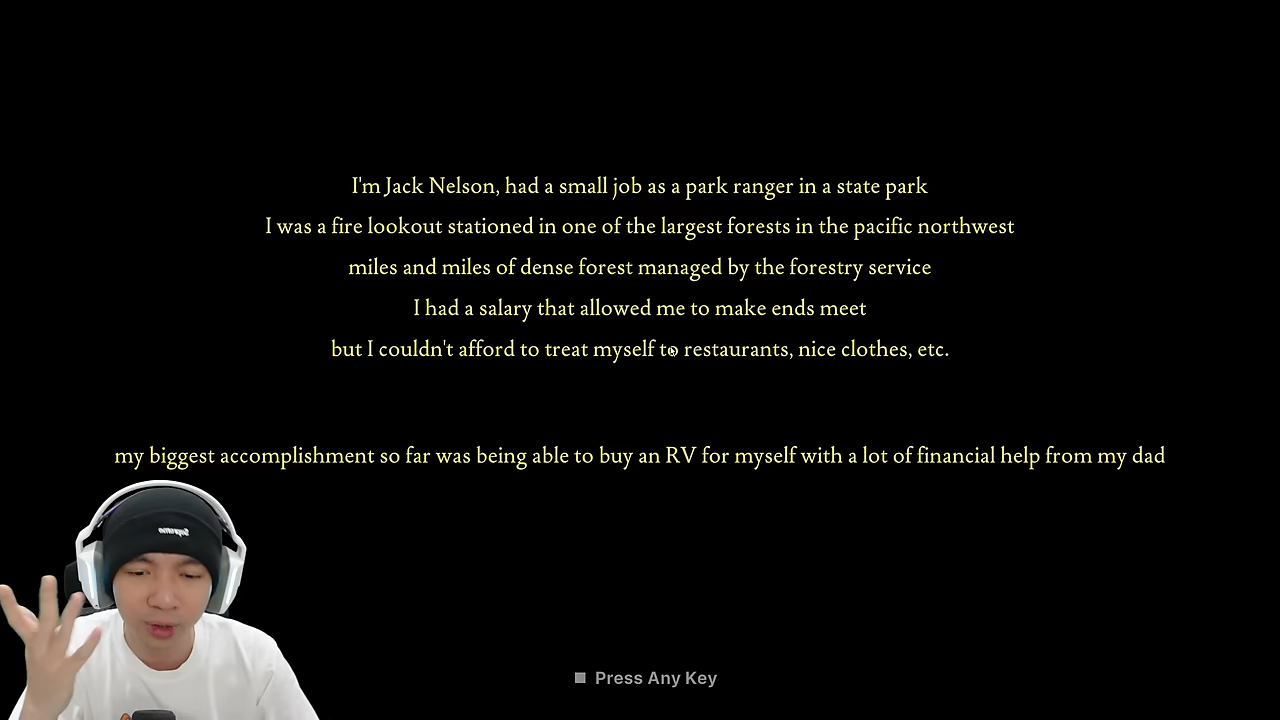 I'm Jack Nelson, had a small job as a park ranger in a state park
I was a fire lookout stationed in one of the largest forests in the pacific northwest
miles and miles of dense forest managed by the forestry service
I had a salary that allowed me to make ends meet
but I couldn't afford to treat myself to restaurants, nice clothes, etc.
my biggest accomplishment so far was being able to buy an RV for myself with a lot of financial help from my dad
Supreme
Press Any Key